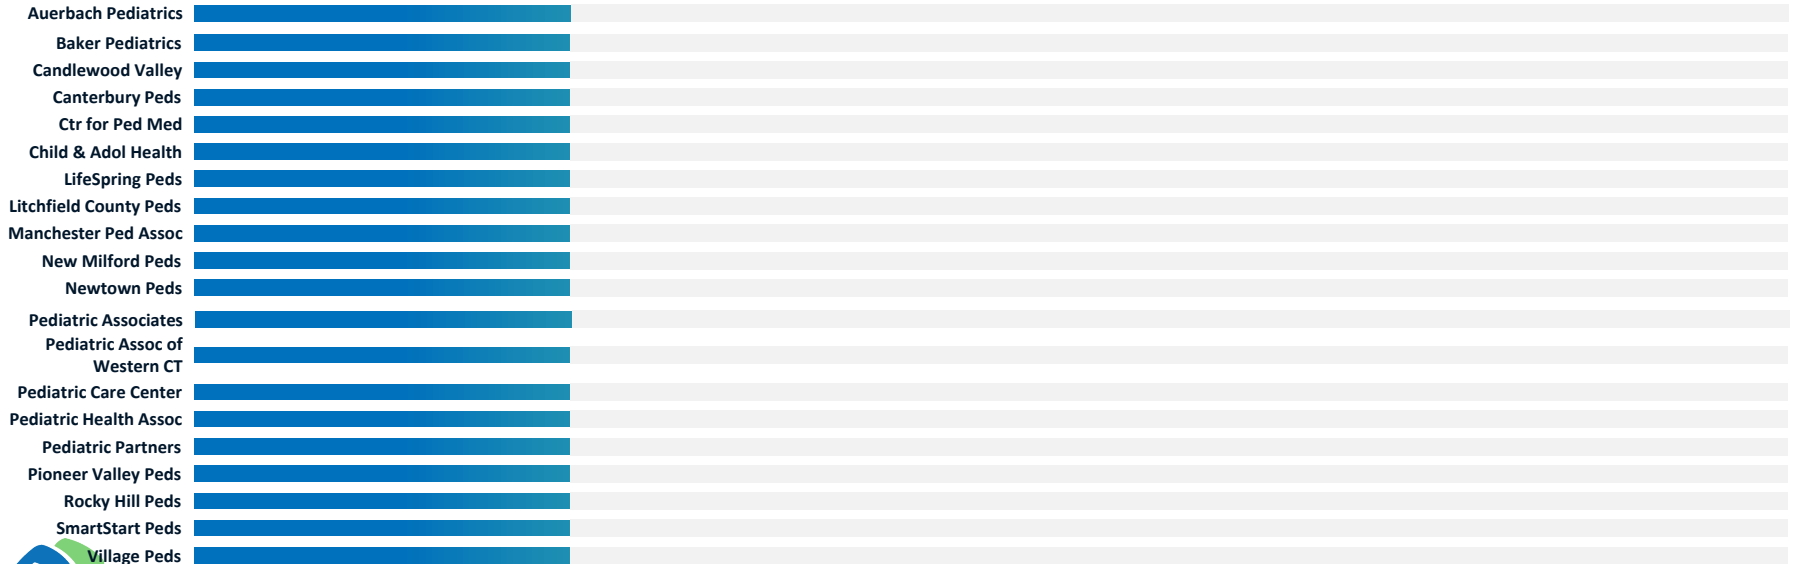 Auerbach Pediatrics
Baker Pediatrics
Candlewood Valley
Canterbury Peds
Ctr for Ped Med
Child & Adol Health
LifeSpring Peds
Litchfield County Peds
Manchester Ped Assoc
New Milford Peds
Newtown Peds
Pediatric Associates
Pediatric Assoc of
Western CT
Pediatric Care Center
Pediatric Health Assoc
Pediatric Partners
Pioneer Valley Peds
Rocky Hill Peds
SmartStart Peds
Village Peds